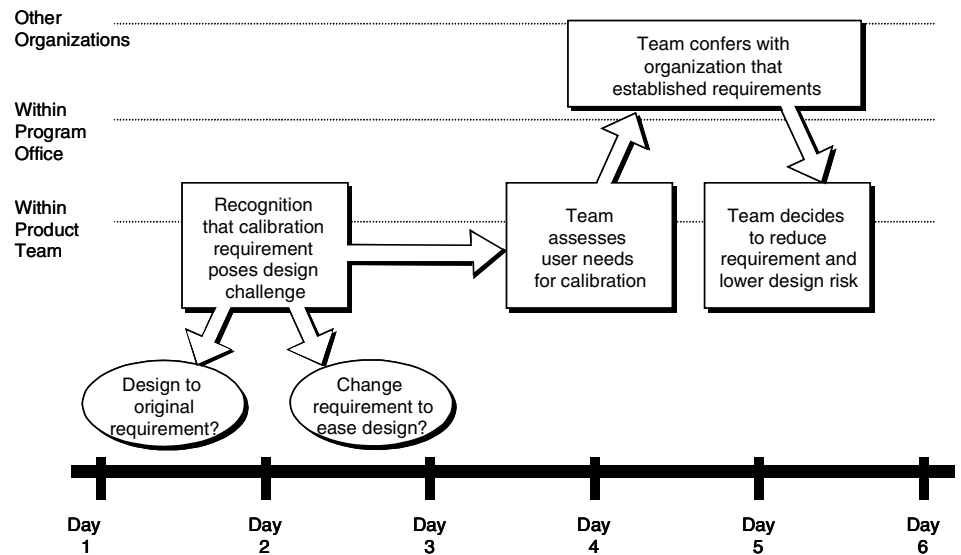 Other
Organizations
Team confers with
organization that
established requirements
Within
Program
Office
Within
Product
Team
Recognition
that calibration
requirement
poses design
challenge
Team
assesses
user needs
for calibration
Team decides
to reduce
requirement and
lower design risk
Design to
original
requirement?
Change
requirement to
ease design?
Day
1
Day
2
Day
3
Day
4
Day
5
Day
6